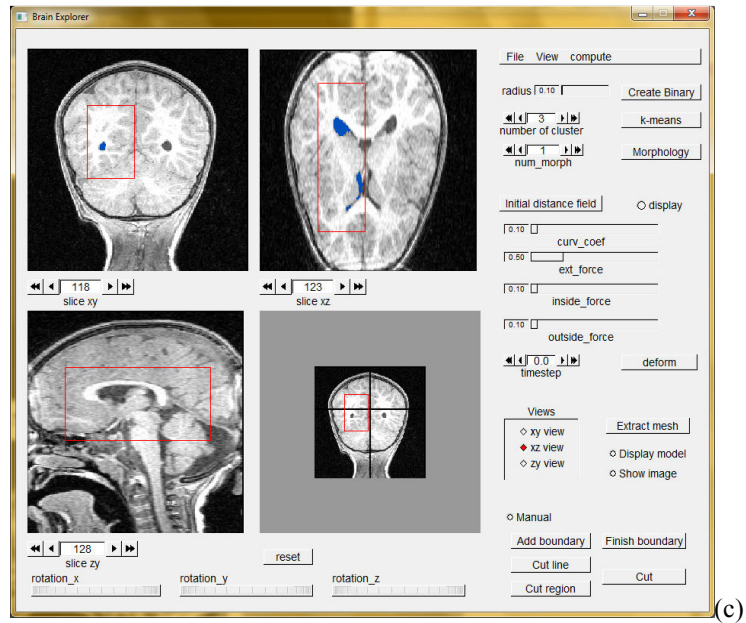 Brain Explorer
File View compute
radius 0.10 Create Binary
3 k-means
number of cluster
1 Morphology
num_morph
Initial distance field display
0.10
curv_coef
0.50
ext_force
0.10
inside_force
0.10
outside_force
0.0 deform
timestep
118
slice xy
123
slice xz
Views
xy view
xz view
zy view
Extract mesh
Display model
Show image
Manual
Add boundary Finish boundary
Cut line
Cut
Cut region
128
slice zy
reset
rotation_x rotation_y rotation_z
(c)